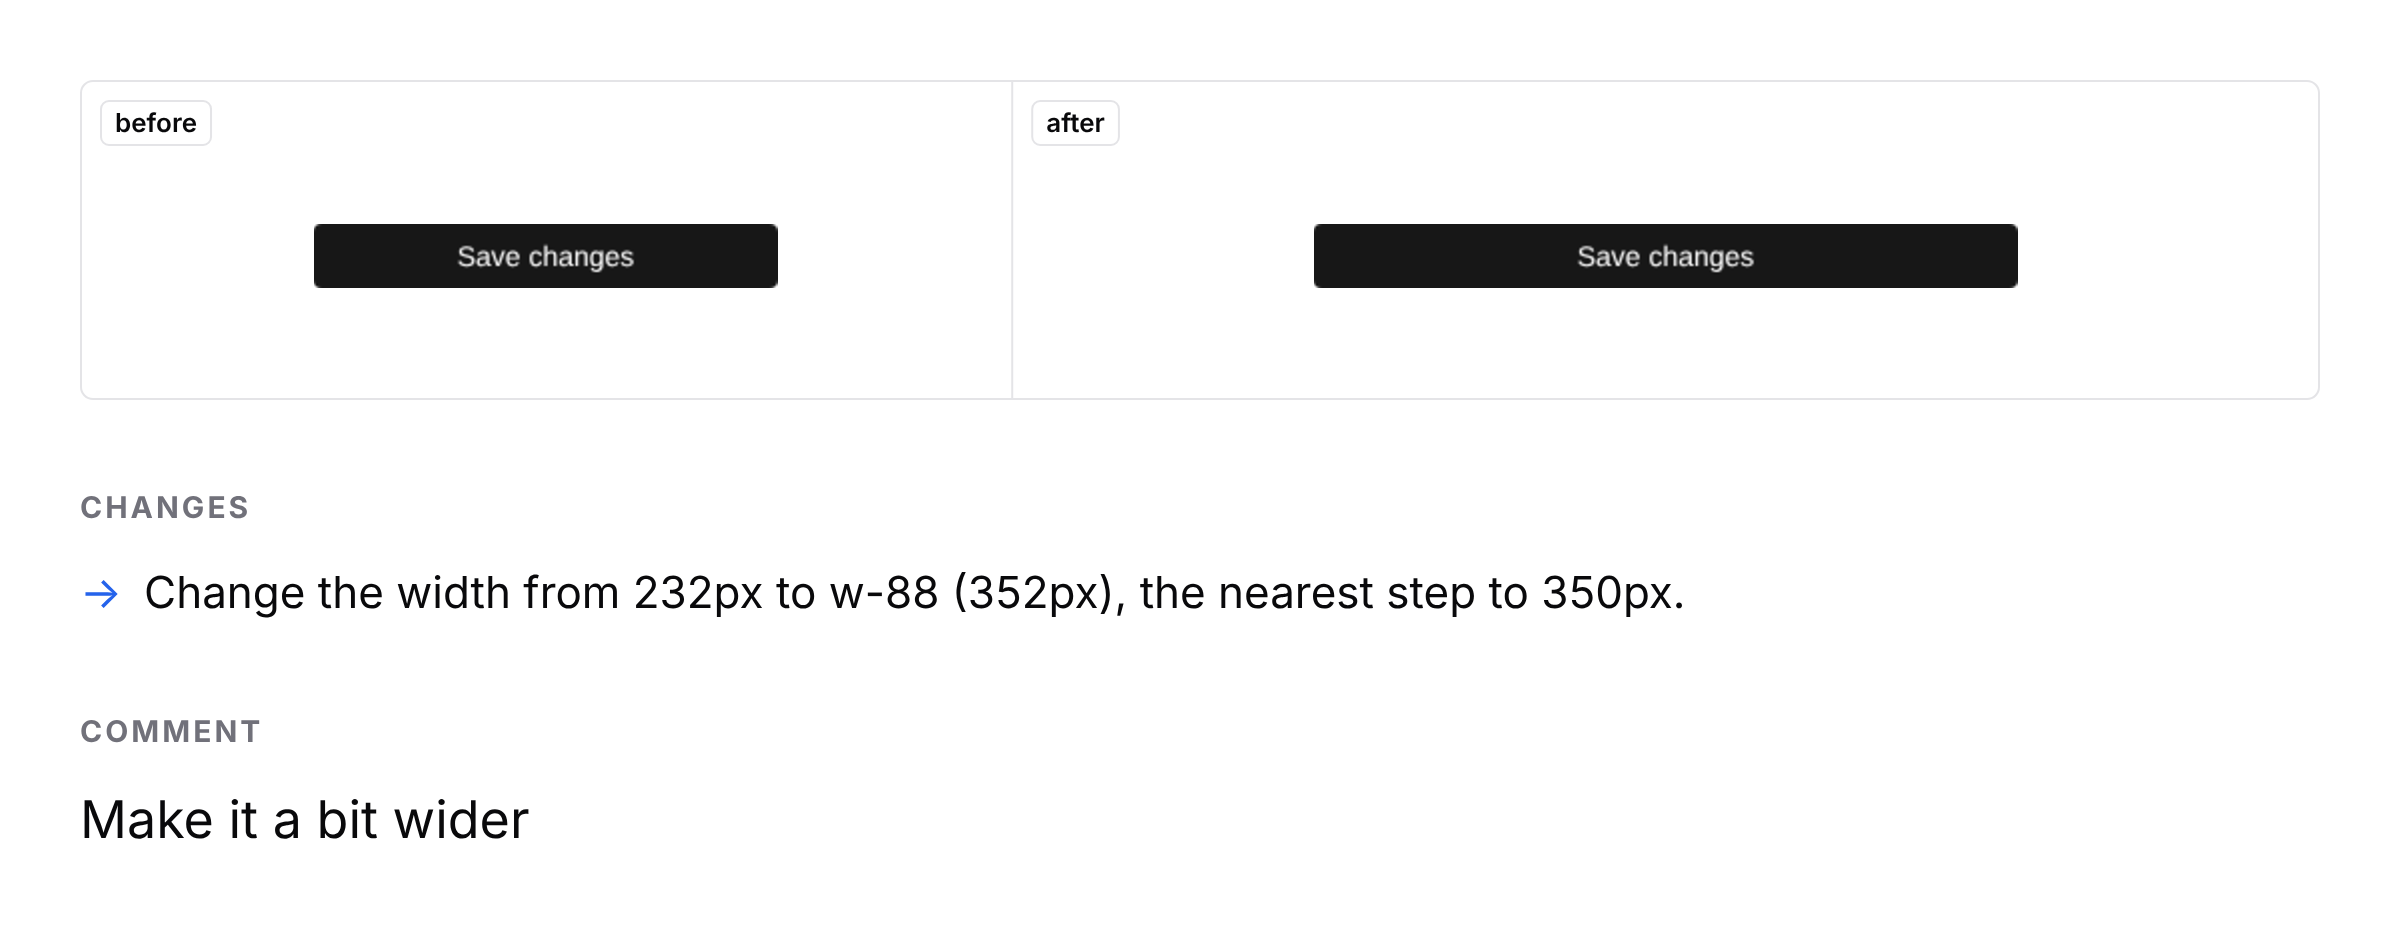 before
after
Save changes
Save changes
CHANGES
→ Change the width from 232px to w-88 (352px), the nearest step to 350px.
COMMENT
Make it a bit wider